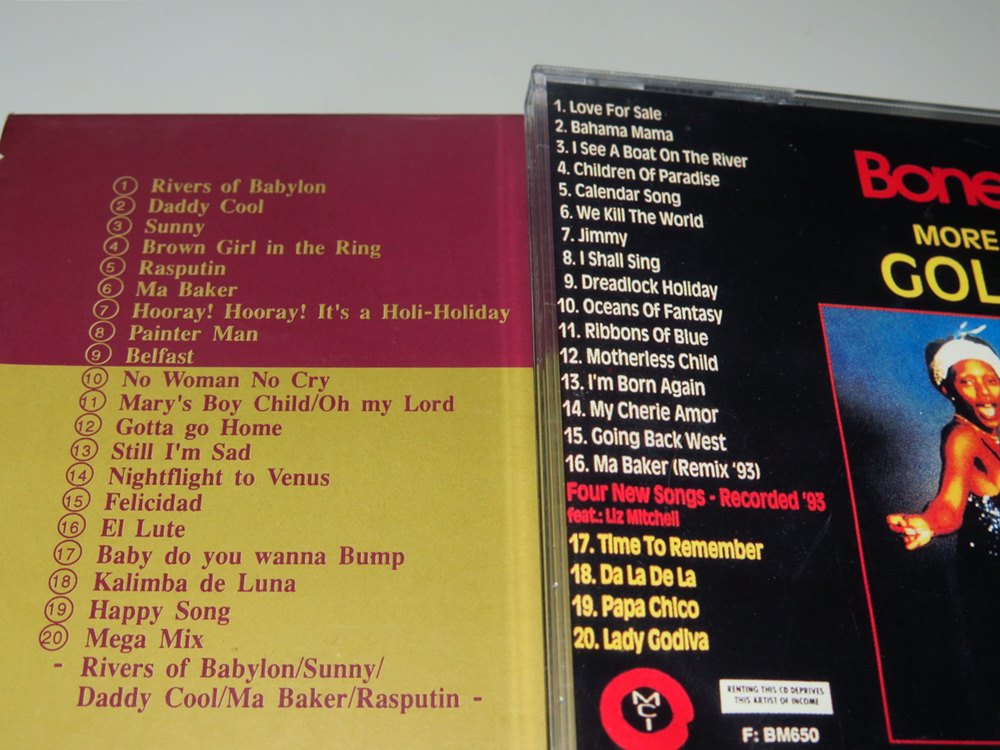 ① Rivers of Babylon
② Daddy Cool
③ Sunny
④ Brown Girl in the Ring
⑤ Rasputin
⑥ Ma Baker
⑦ Hooray! Hooray! It's a Holi-Holiday
⑧ Painter Man
⑨ Belfast
⑩ No Woman No Cry
⑪ Mary's Boy Child/Oh my Lord
⑫ Gotta go Home
⑬ Still I'm Sad
⑭ Nightflight to Venus
⑮ Felicidad
⑯ El Lute
⑰ Baby do you wanna Bump
⑱ Kalimba de Luna
⑲ Happy Song
⑳ Mega Mix
- Rivers of Babylon/Sunny/
Daddy Cool/Ma Baker/Rasputin -
1. Love For Sale
2. Bahama Mama
3. I See A Boat On The River
4. Children Of Paradise
5. Calendar Song
6. We Kill The World
7. Jimmy
8. I Shall Sing
9. Dreadlock Holiday
10. Oceans Of Fantasy
11. Ribbons Of Blue
12. Motherless Child
13. I'm Born Again
14. My Cherie Amor
15. Going Back West
16. Ma Baker (Remix '93)
Four New Songs - Recorded '93
feat.: Liz Mitchell
17. Time To Remember
18. Da La De La
19. Papa Chico
20. Lady Godiva
MCI
RENTING THIS CD DEPRIVES
THIS ARTIST OF INCOME
F: BM650
Bone
MORE
GOL